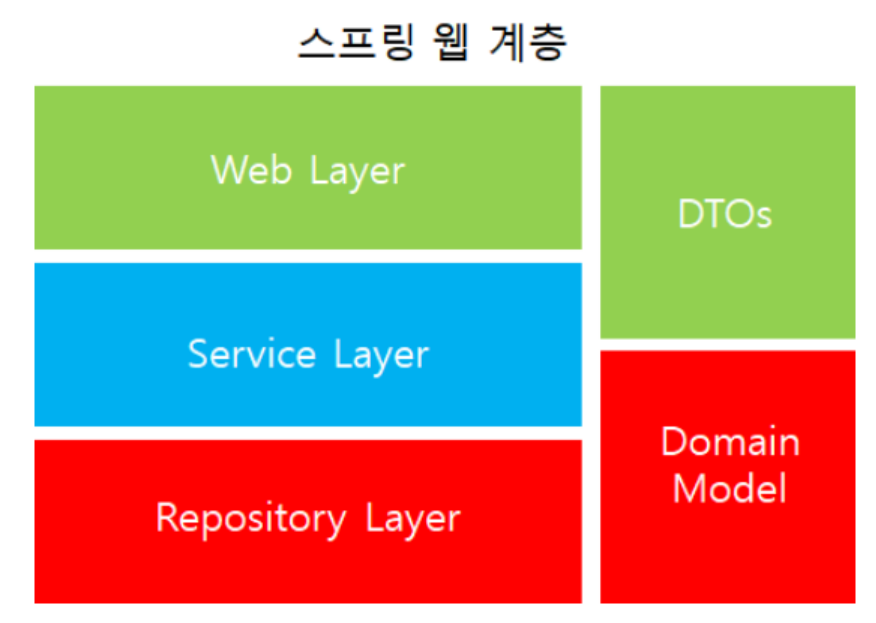 스프링 웹 계층
Web Layer
DTOs
Service Layer
Domain
Model
Repository Layer